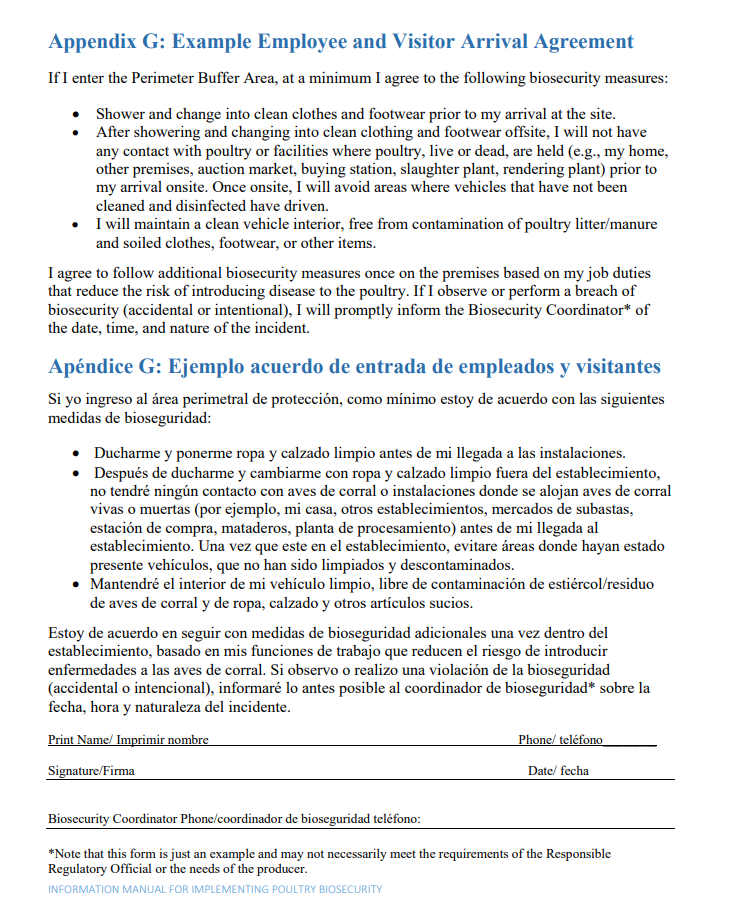 Appendix G: Example Employee and Visitor Arrival Agreement
If I enter the Perimeter Buffer Area, at a minimum I agree to the following biosecurity measures:
• Shower and change into clean clothes and footwear prior to my arrival at the site.
• After showering and changing into clean clothing and footwear offsite, I will not have
any contact with poultry or facilities where poultry, live or dead, are held (e.g., my home,
other premises, auction market, buying station, slaughter plant, rendering plant) prior to
my arrival onsite. Once onsite, I will avoid areas where vehicles that have not been
cleaned and disinfected have driven.
• I will maintain a clean vehicle interior, free from contamination of poultry litter/manure
and soiled clothes, footwear, or other items.
I agree to follow additional biosecurity measures once on the premises based on my job duties
that reduce the risk of introducing disease to the poultry. If I observe or perform a breach of
biosecurity (accidental or intentional), I will promptly inform the Biosecurity Coordinator* of
the date, time, and nature of the incident.
Apéndice G: Ejemplo acuerdo de entrada de empleados y visitantes
Si yo ingreso al área perimetral de protección, como mínimo estoy de acuerdo con las siguientes
medidas de bioseguridad:
• Ducharme y ponerme ropa y calzado limpio antes de mi llegada a las instalaciones.
• Después de ducharme y cambiarme con ropa y calzado limpio fuera del establecimiento,
no tendré ningún contacto con aves de corral o instalaciones donde se alojan aves de corral
vivas o muertas (por ejemplo, mi casa, otros establecimientos, mercados de subastas,
estación de compra, mataderos, planta de procesamiento) antes de mi llegada al
establecimiento. Una vez que este en el establecimiento, evitare áreas donde hayan estado
presente vehículos, que no han sido limpiados y descontaminados.
• Mantendré el interior de mi vehículo limpio, libre de contaminación de estiércol/residuo
de aves de corral y de ropa, calzado y otros artículos sucios.
Estoy de acuerdo en seguir con medidas de bioseguridad adicionales una vez dentro del
establecimiento, basado en mis funciones de trabajo que reducen el riesgo de introducir
enfermedades a las aves de corral. Si observo o realizo una violación de la bioseguridad
(accidental o intencional), informaré lo antes posible al coordinador de bioseguridad* sobre la
fecha, hora y naturaleza del incidente.
Print Name/ Imprimir nombre Phone/ teléfono
Signature/Firma Date/ fecha
Biosecurity Coordinator Phone/coordinador de bioseguridad teléfono:
*Note that this form is just an example and may not necessarily meet the requirements of the Responsible
Regulatory Official or the needs of the producer.
INFORMATION MANUAL FOR IMPLEMENTING POULTRY BIOSECURITY